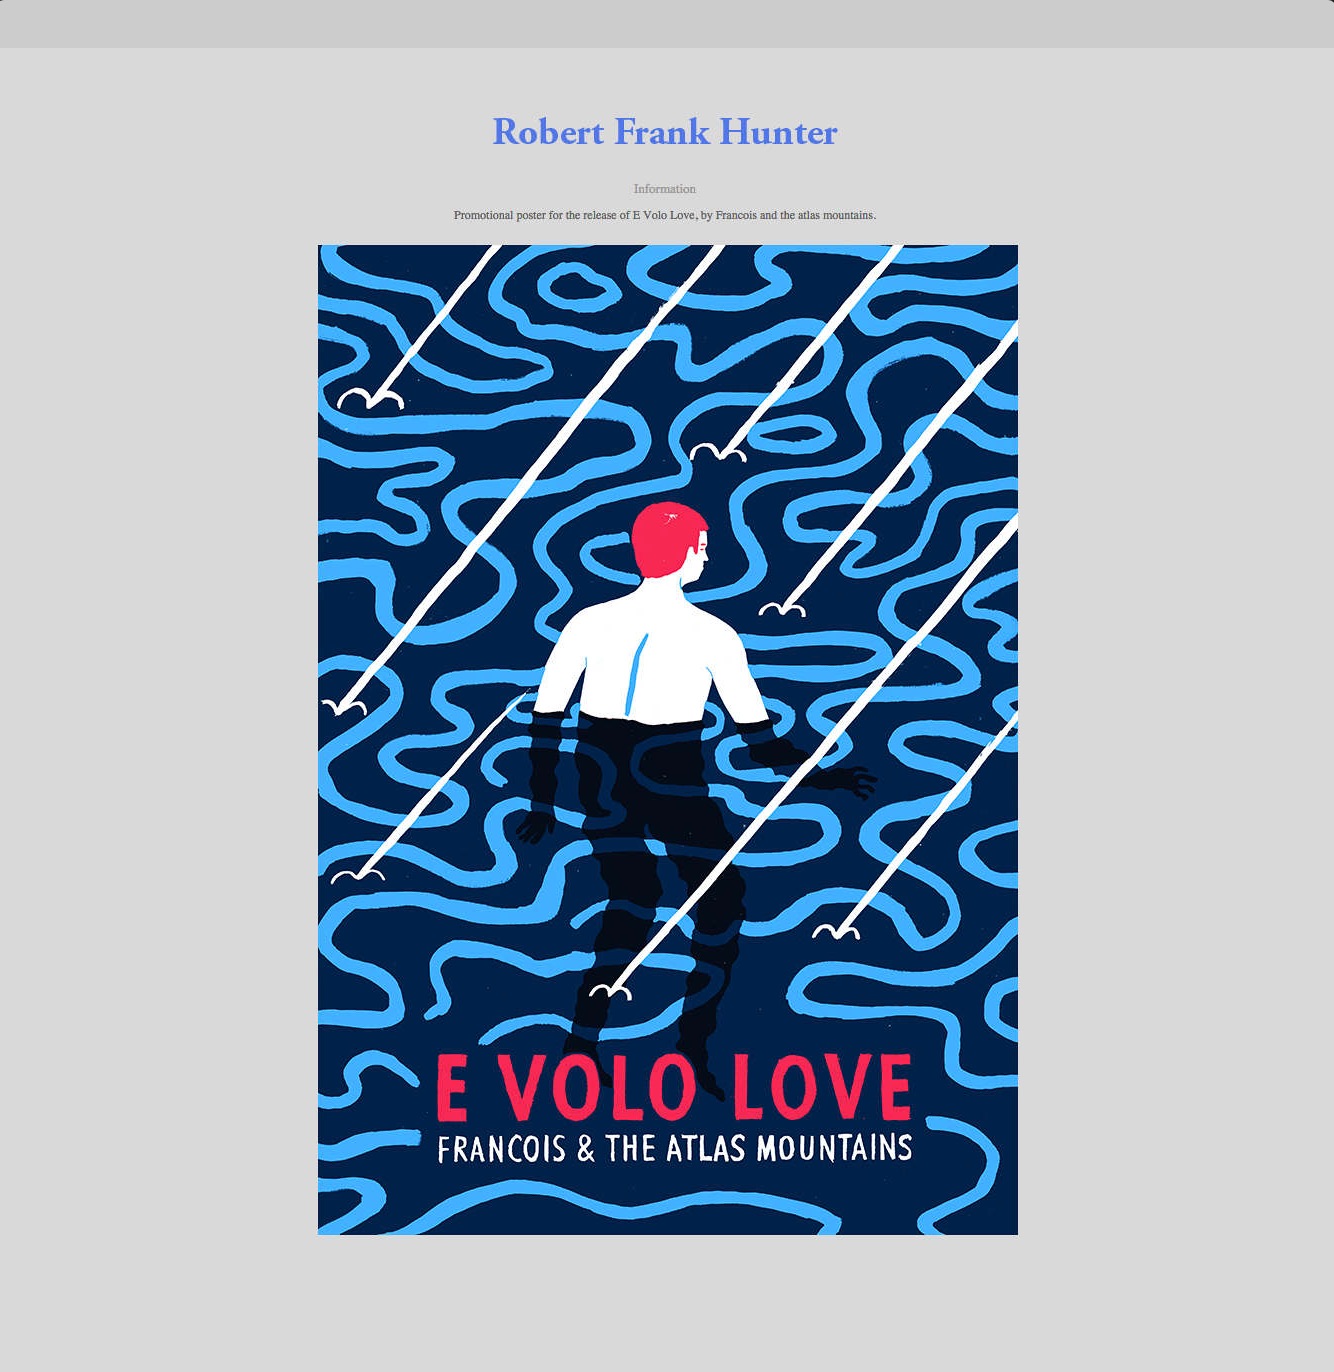 Robert Frank Hunter
Information
Promotional poster for the release of E Volo Love, by Francois and the atlas mountains.
E VOLO LOVE
FRANCOIS & THE ATLAS MOUNTAINS